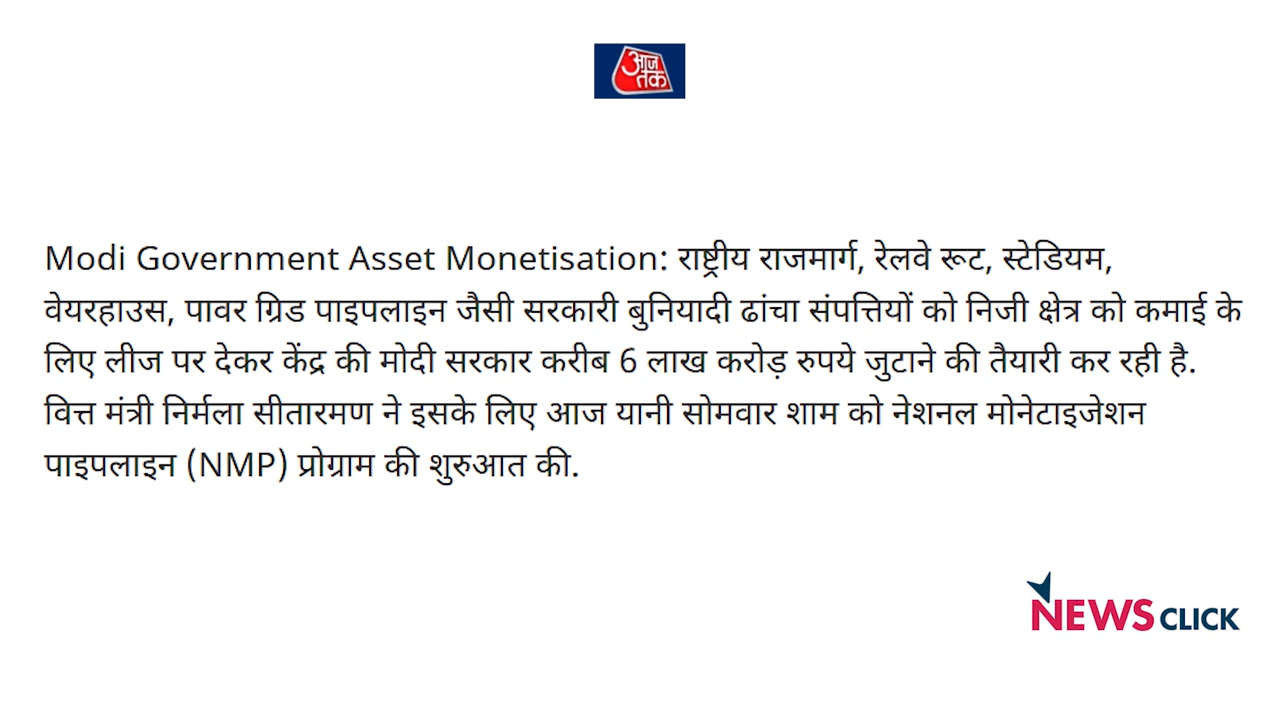 आज
तक
Modi Government Asset Monetisation: राष्ट्रीय राजमार्ग, रेलवे रूट, स्टेडियम,
वेयरहाउस, पावर ग्रिड पाइपलाइन जैसी सरकारी बुनियादी ढांचा संपत्तियों को निजी क्षेत्र को कमाई के
लिए लीज पर देकर केंद्र की मोदी सरकार करीब 6 लाख करोड़ रुपये जुटाने की तैयारी कर रही है.
वित्त मंत्री निर्मला सीतारमण ने इसके लिए आज यानी सोमवार शाम को नेशनल मोनेटाइजेशन
पाइपलाइन (NMP) प्रोग्राम की शुरुआत की.
NEWS CLICK